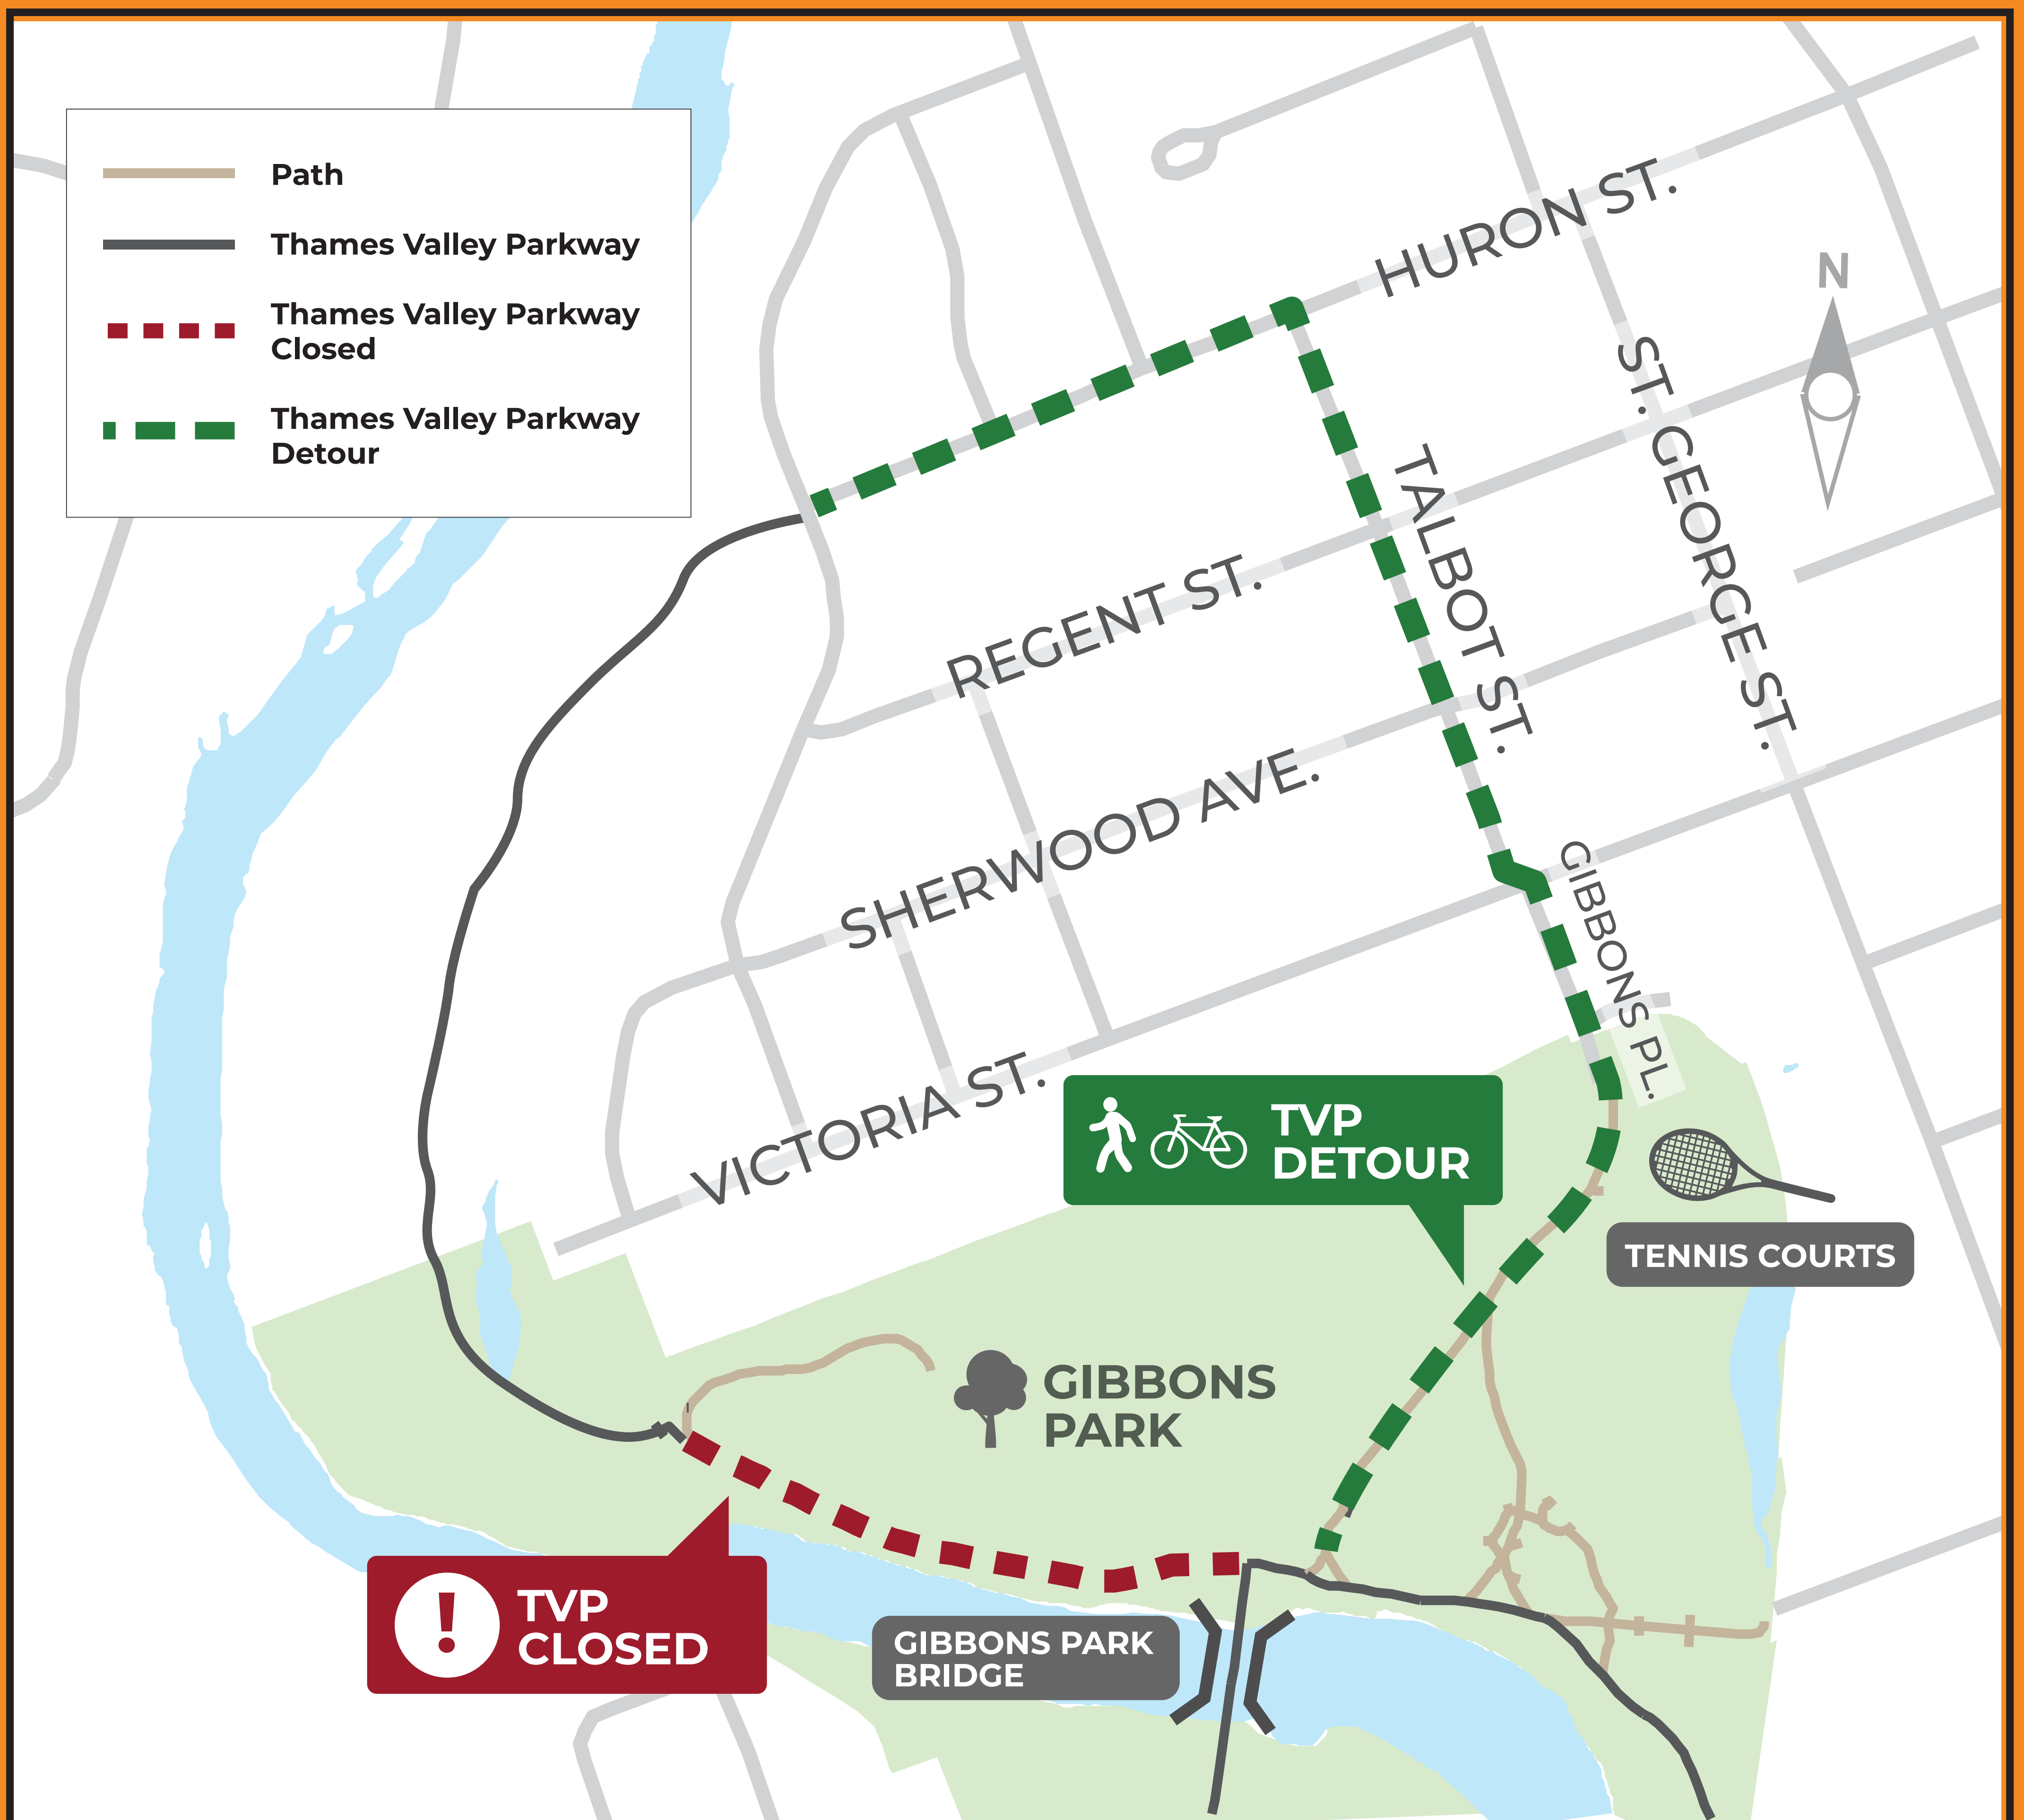 Path
Thames Valley Parkway
Thames Valley Parkway
Closed
Thames Valley Parkway
Detour
HURON ST.
N
ST. GEORGE ST.
TALBOT ST.
REGENT ST.
SHERWOOD AVE.
GIBBONS PL.
VICTORIA ST.
TVP
DETOUR
TENNIS COURTS
GIBBONS
PARK
!
TVP
CLOSED
GIBBONS PARK
BRIDGE